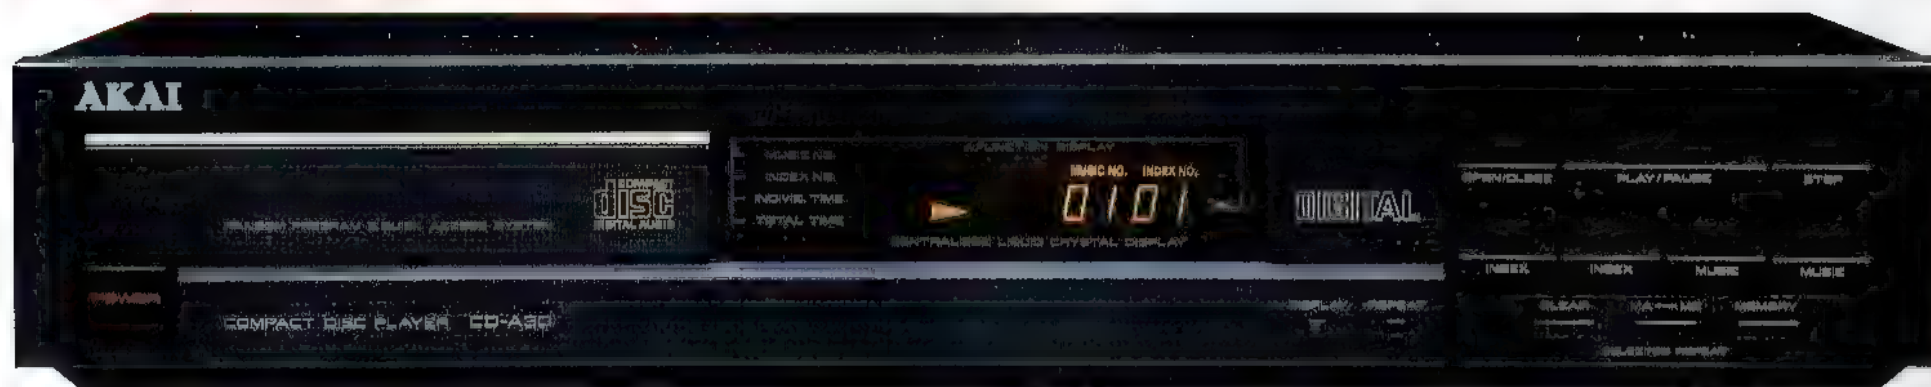 AKAI
COMPACT
disc
DIGITAL AUDIO
MUSIC NO.
INDEX NO.
INDIVID. TIME
TOTAL TIME
DISPLAY
MUSIC NO. INDEX NO.
0101
LIQUID CRYSTAL DISPLAY
DIGITAL
OPEN/CLOSE PLAY/PAUSE STOP
INDEX INDEX MUSIC MUSIC
POWER
COMPACT DISC PLAYER CD-A30
CLEAR MEMORY